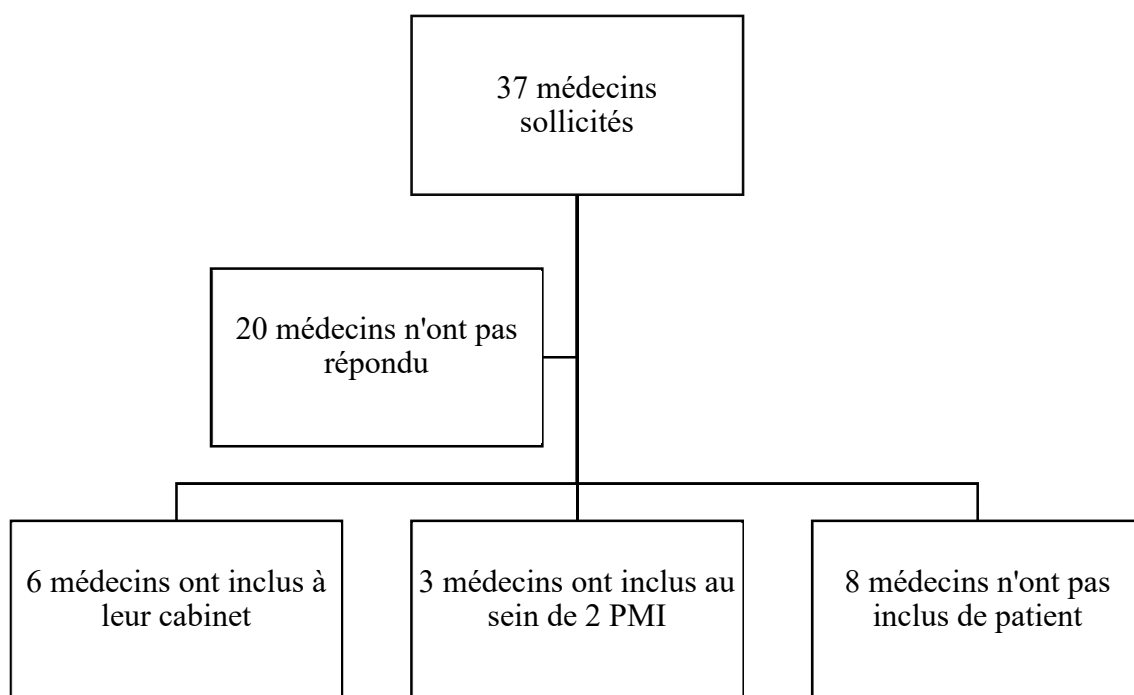 37 médecins
sollicités
20 médecins n'ont pas
répondu
6 médecins ont inclus à
leur cabinet
3 médecins ont inclus au
sein de 2 PMI
8 médecins n'ont pas
inclus de patient